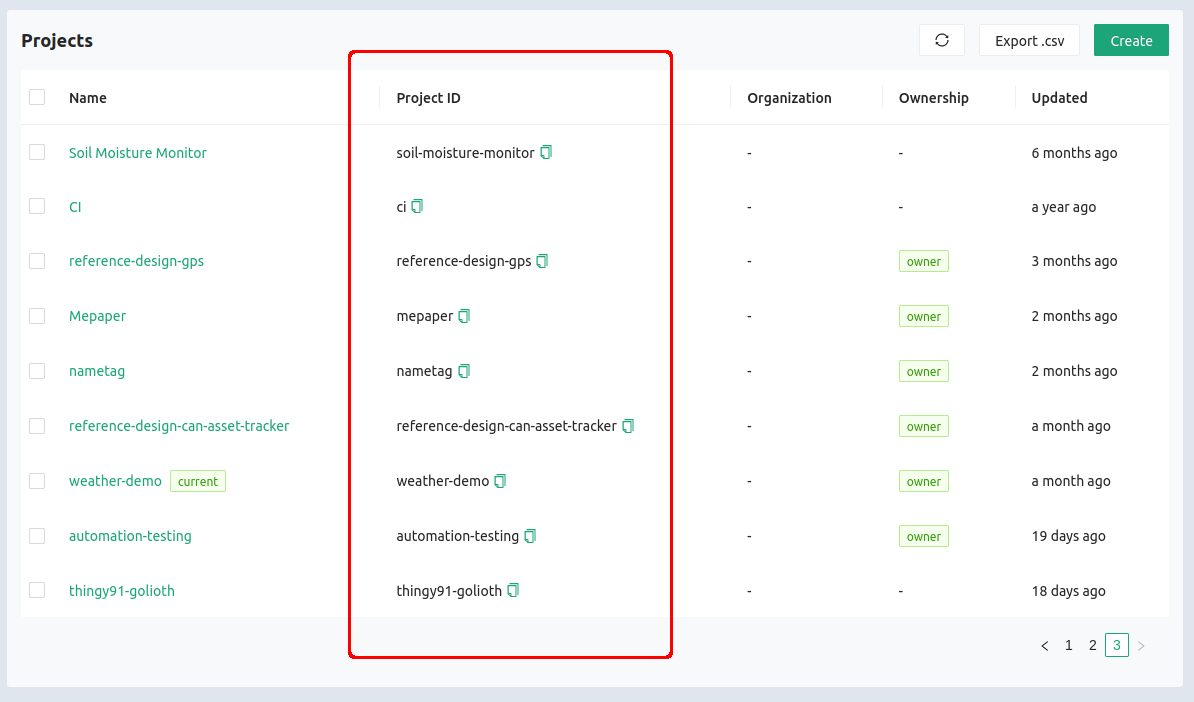 Projects Export .csv Create
Name Project ID Organization Ownership Updated
Soil Moisture Monitor soil-moisture-monitor - - 6 months ago
CI ci - - a year ago
reference-design-gps reference-design-gps - owner 3 months ago
Mepaper mepaper - owner 2 months ago
nametag nametag - owner 2 months ago
reference-design-can-asset-tracker reference-design-can-asset-tracker - owner a month ago
weather-demo current weather-demo - owner a month ago
automation-testing automation-testing - owner 19 days ago
thingy91-golioth thingy91-golioth - - 18 days ago
< 1 2 3 >